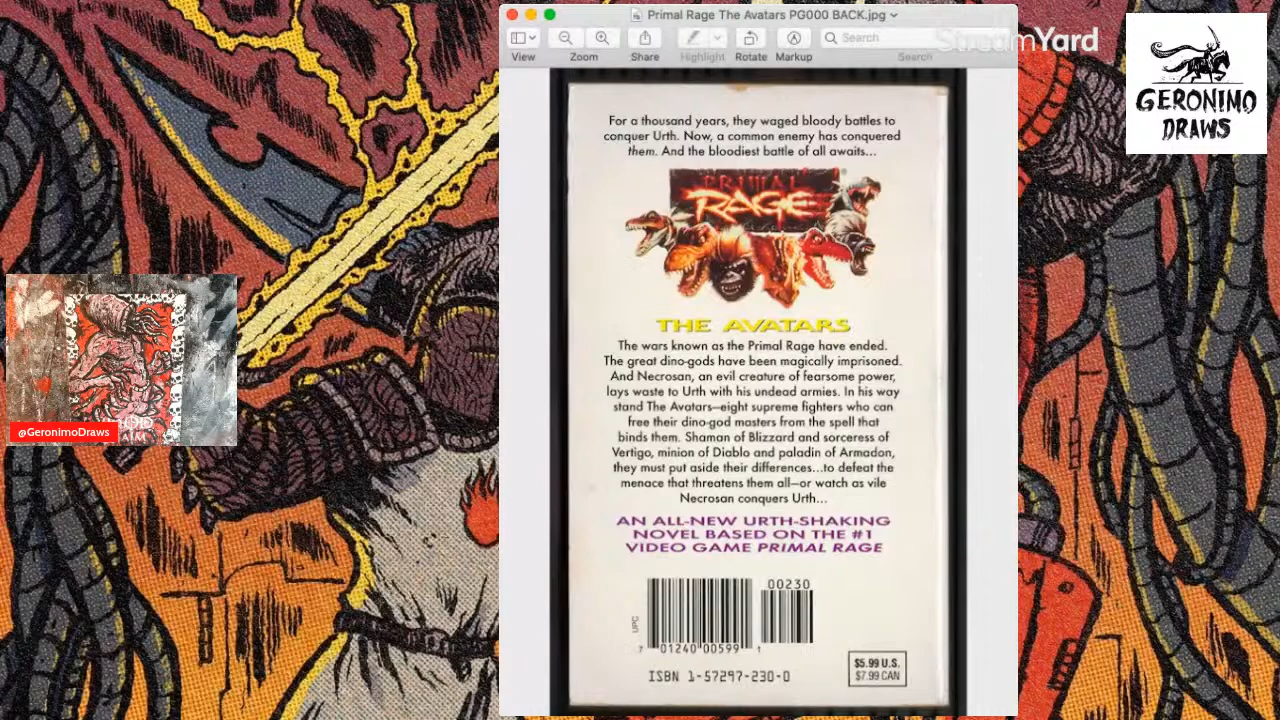 Primal Rage The Avatars PG000 BACK.jpg
StreamYard
View
Zoom
Share
Highlight
Rotate
Markup
Search
Search
GERONIMO
DRAWS
For a thousand years, they waged bloody battles to
conquer Urth. Now, a common enemy has conquered
them. And the bloodiest battle of all awaits...
PRIMAL
RAGE
THE AVATARS
The wars known as the Primal Rage have ended.
The great dino-gods have been magically imprisoned.
And Necrosan, an evil creature of fearsome power,
lays waste to Urth with his undead armies. In his way
stand The Avatars—eight supreme fighters who can
free their dino-god masters from the spell that
binds them. Shaman of Blizzard and sorceress of
Vertigo, minion of Diablo and paladin of Armadon,
they must put aside their differences...to defeat the
menace that threatens them all—or watch as vile
Necrosan conquers Urth...
AN ALL-NEW URTH-SHAKING
NOVEL BASED ON THE #1
VIDEO GAME PRIMAL RAGE
00230
UPC
7 01240 00599 1
ISBN 1-57297-230-0
$5.99 U.S.
$7.99 CAN
@GeronimoDraws